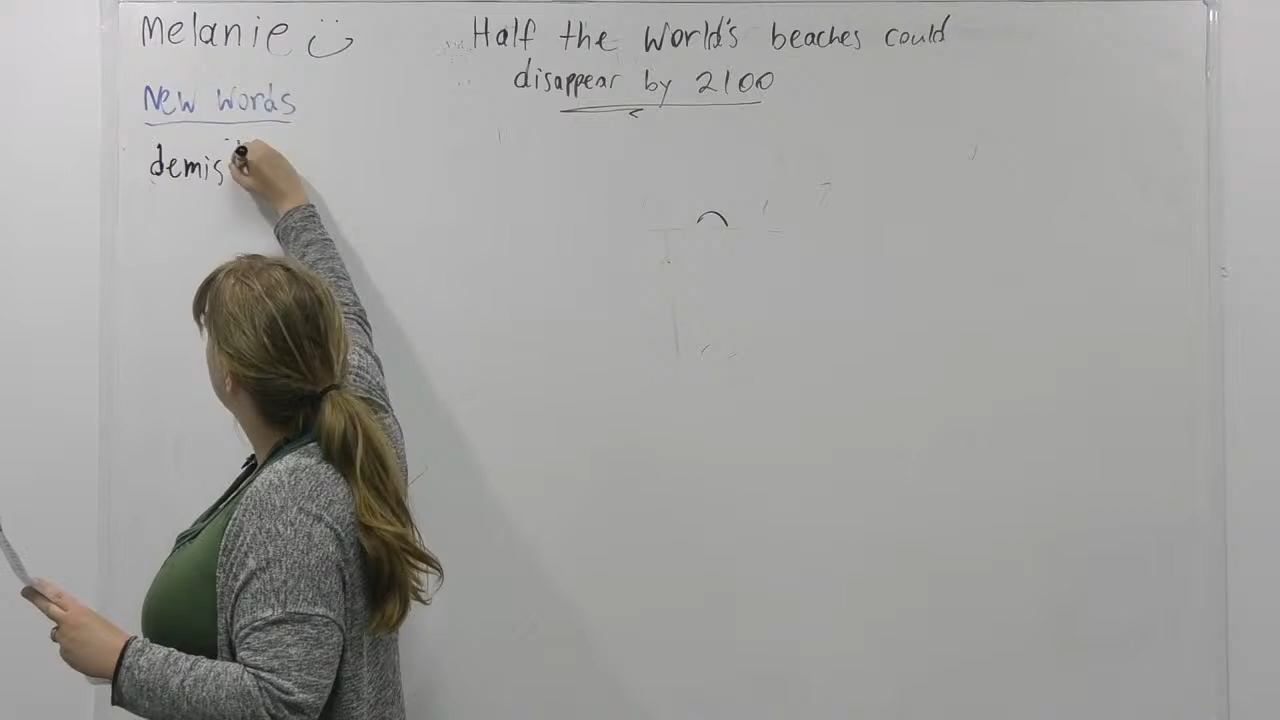 Melanie
Half the World's beaches could
disappear by 2100
New Words
demis